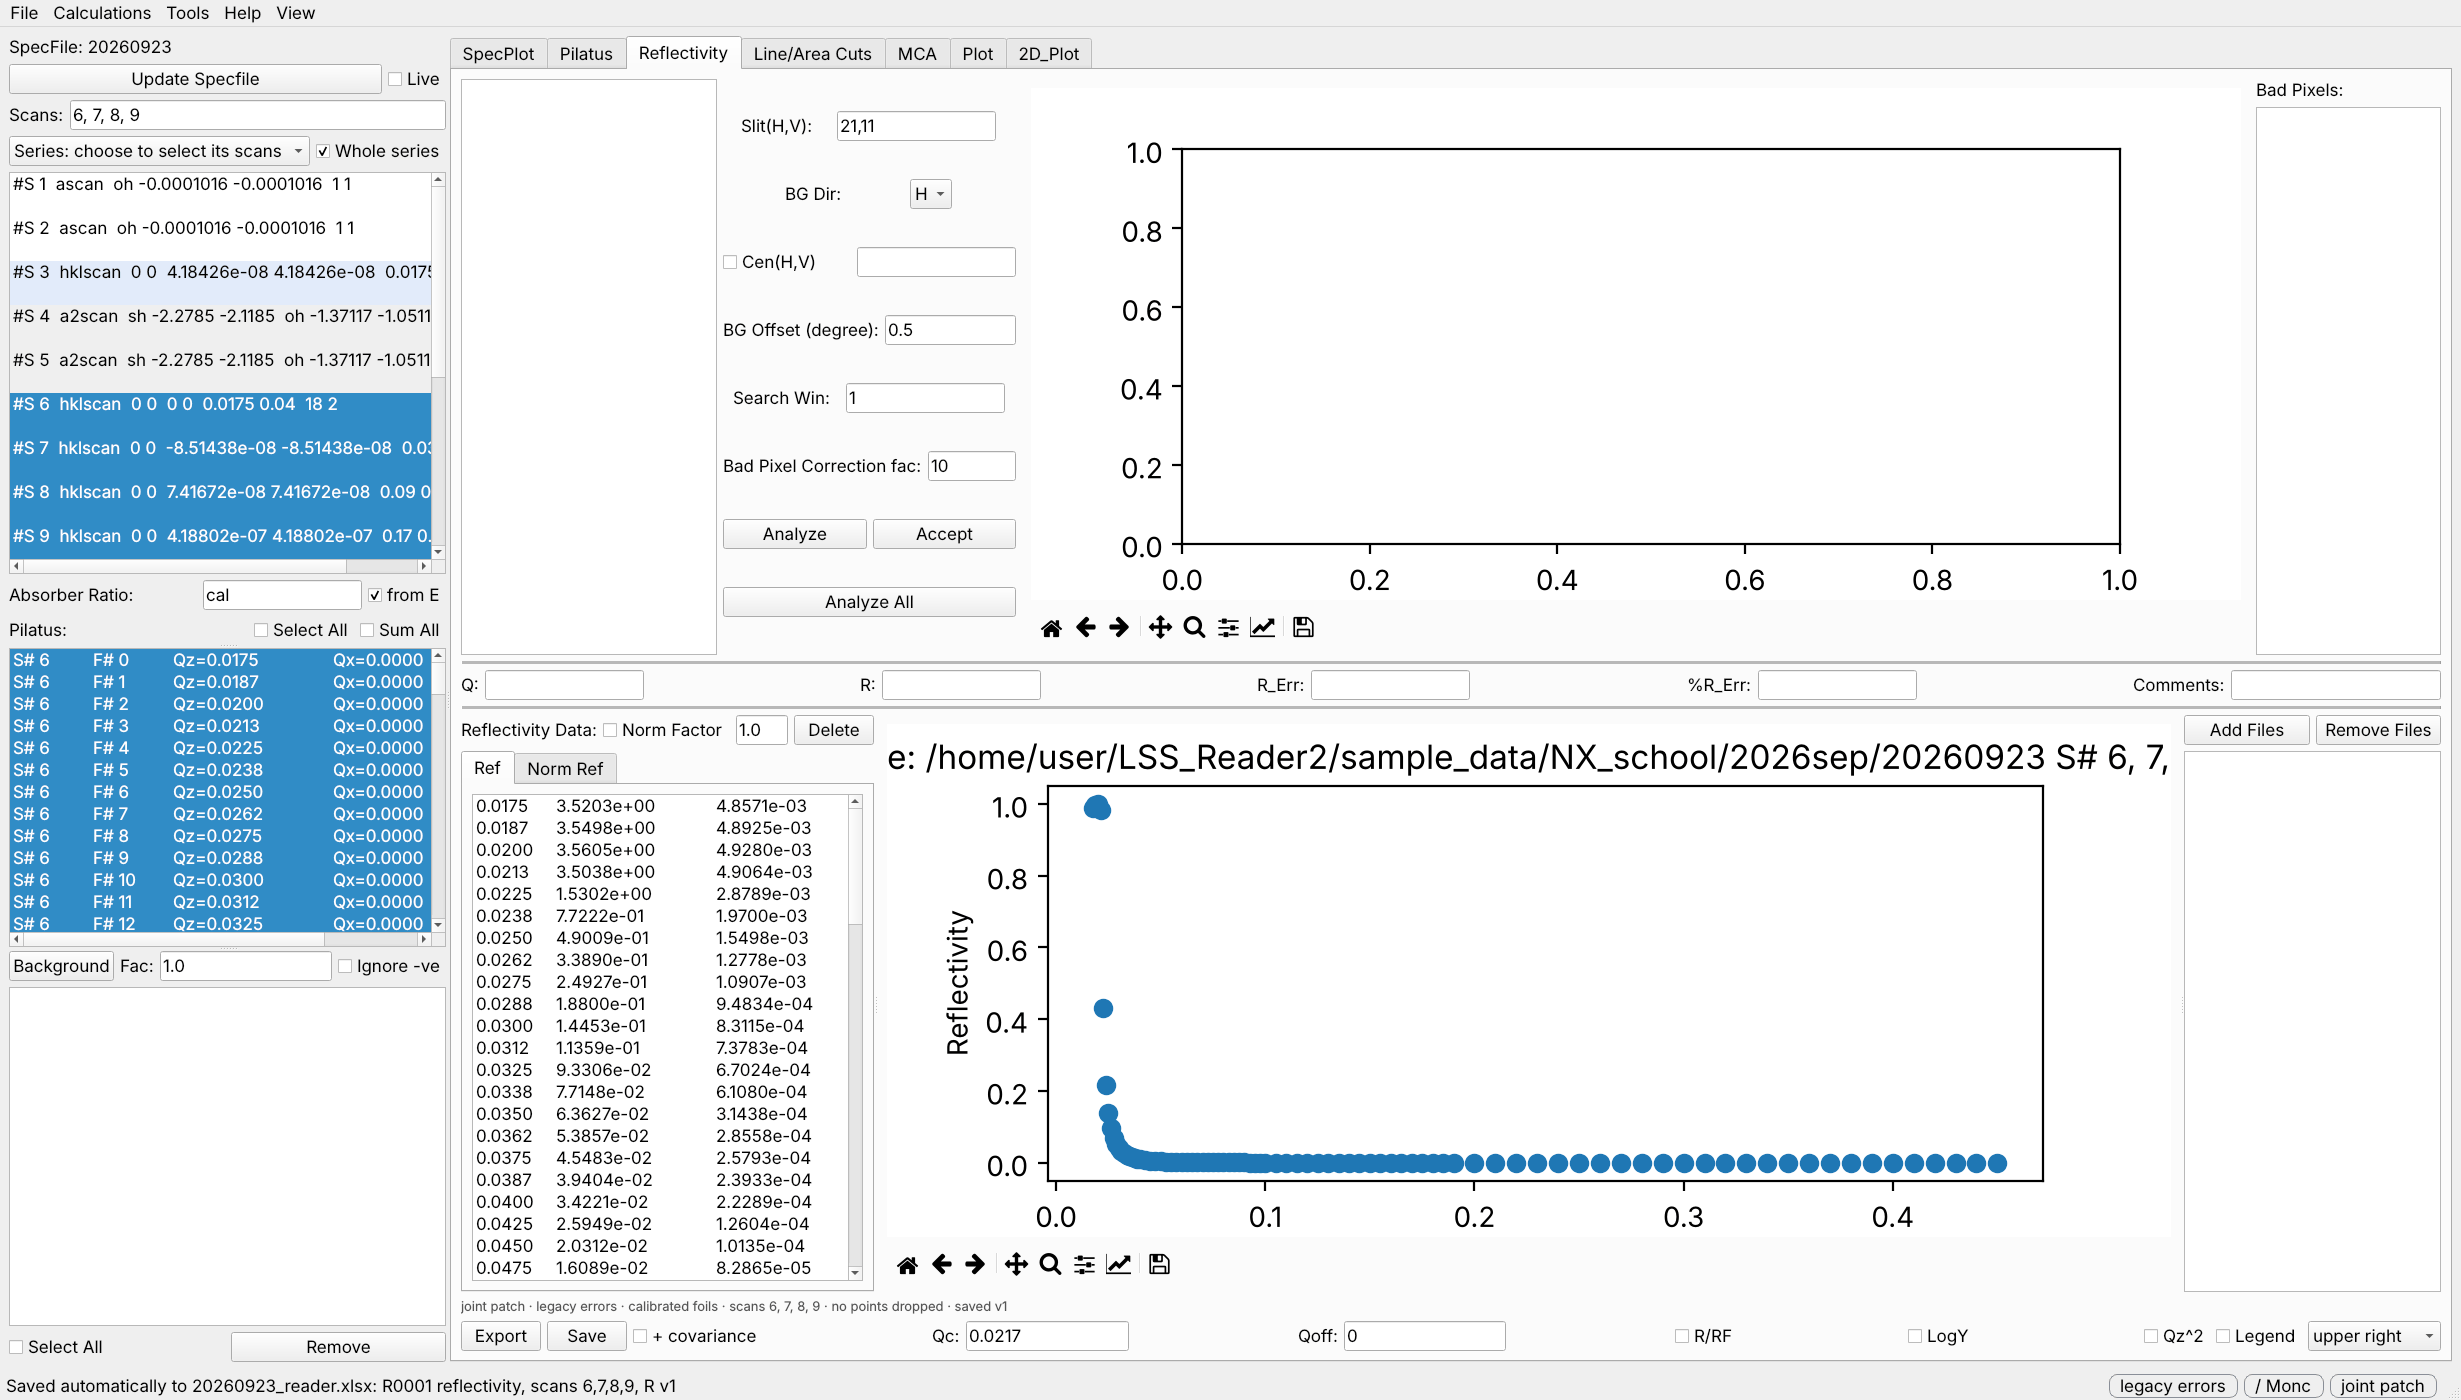 File Calculations Tools Help View
SpecFile: 20260923
Update Specfile Live
Scans: 6, 7, 8, 9
Series: choose to select its scans Whole series
#S 1 ascan oh -0.0001016 -0.0001016 1 1
#S 2 ascan oh -0.0001016 -0.0001016 1 1
#S 3 hklscan 0 0 4.18426e-08 4.18426e-08 0.0175
#S 4 a2scan sh -2.2785 -2.1185 oh -1.37117 -1.0511
#S 5 a2scan sh -2.2785 -2.1185 oh -1.37117 -1.0511
#S 6 hklscan 0 0 0 0 0.0175 0.04 18 2
#S 7 hklscan 0 0 -8.51438e-08 -8.51438e-08 0.03
#S 8 hklscan 0 0 7.41672e-08 7.41672e-08 0.09 0
#S 9 hklscan 0 0 4.18802e-07 4.18802e-07 0.17 0.
Absorber Ratio: cal from E
Pilatus: Select All Sum All
S# 6 F# 0 Qz=0.0175 Qx=0.0000
S# 6 F# 1 Qz=0.0187 Qx=0.0000
S# 6 F# 2 Qz=0.0200 Qx=0.0000
S# 6 F# 3 Qz=0.0213 Qx=0.0000
S# 6 F# 4 Qz=0.0225 Qx=0.0000
S# 6 F# 5 Qz=0.0238 Qx=0.0000
S# 6 F# 6 Qz=0.0250 Qx=0.0000
S# 6 F# 7 Qz=0.0262 Qx=0.0000
S# 6 F# 8 Qz=0.0275 Qx=0.0000
S# 6 F# 9 Qz=0.0288 Qx=0.0000
S# 6 F# 10 Qz=0.0300 Qx=0.0000
S# 6 F# 11 Qz=0.0312 Qx=0.0000
S# 6 F# 12 Qz=0.0325 Qx=0.0000
Background Fac: 1.0 Ignore -ve
Select All Remove
SpecPlot Pilatus Reflectivity Line/Area Cuts MCA Plot 2D_Plot
Slit(H,V): 21,11
BG Dir: H
Cen(H,V)
BG Offset (degree): 0.5
Search Win: 1
Bad Pixel Correction fac: 10
Analyze Accept
Analyze All
1.0
0.8
0.6
0.4
0.2
0.0
0.0 0.2 0.4 0.6 0.8 1.0
Bad Pixels:
Q: R: R_Err: %R_Err: Comments:
Reflectivity Data: Norm Factor 1.0 Delete
Ref Norm Ref
0.0175 3.5203e+00 4.8571e-03
0.0187 3.5498e+00 4.8925e-03
0.0200 3.5605e+00 4.9280e-03
0.0213 3.5038e+00 4.9064e-03
0.0225 1.5302e+00 2.8789e-03
0.0238 7.7222e-01 1.9700e-03
0.0250 4.9009e-01 1.5498e-03
0.0262 3.3890e-01 1.2778e-03
0.0275 2.4927e-01 1.0907e-03
0.0288 1.8800e-01 9.4834e-04
0.0300 1.4453e-01 8.3115e-04
0.0312 1.1359e-01 7.3783e-04
0.0325 9.3306e-02 6.7024e-04
0.0338 7.7148e-02 6.1080e-04
0.0350 6.3627e-02 3.1438e-04
0.0362 5.3857e-02 2.8558e-04
0.0375 4.5483e-02 2.5793e-04
0.0387 3.9404e-02 2.3933e-04
0.0400 3.4221e-02 2.2289e-04
0.0425 2.5949e-02 1.2604e-04
0.0450 2.0312e-02 1.0135e-04
0.0475 1.6089e-02 8.2865e-05
e: /home/user/LSS_Reader2/sample_data/NX_school/2026sep/20260923 S# 6, 7,
Reflectivity
1.0
0.8
0.6
0.4
0.2
0.0
0.0 0.1 0.2 0.3 0.4
Add Files Remove Files
joint patch · legacy errors · calibrated foils · scans 6, 7, 8, 9 · no points dropped · saved v1
Export Save + covariance Qc: 0.0217 Qoff: 0 R/RF LogY Qz^2 Legend upper right
Saved automatically to 20260923_reader.xlsx: R0001 reflectivity, scans 6,7,8,9, R v1
legacy errors / Monc joint patch